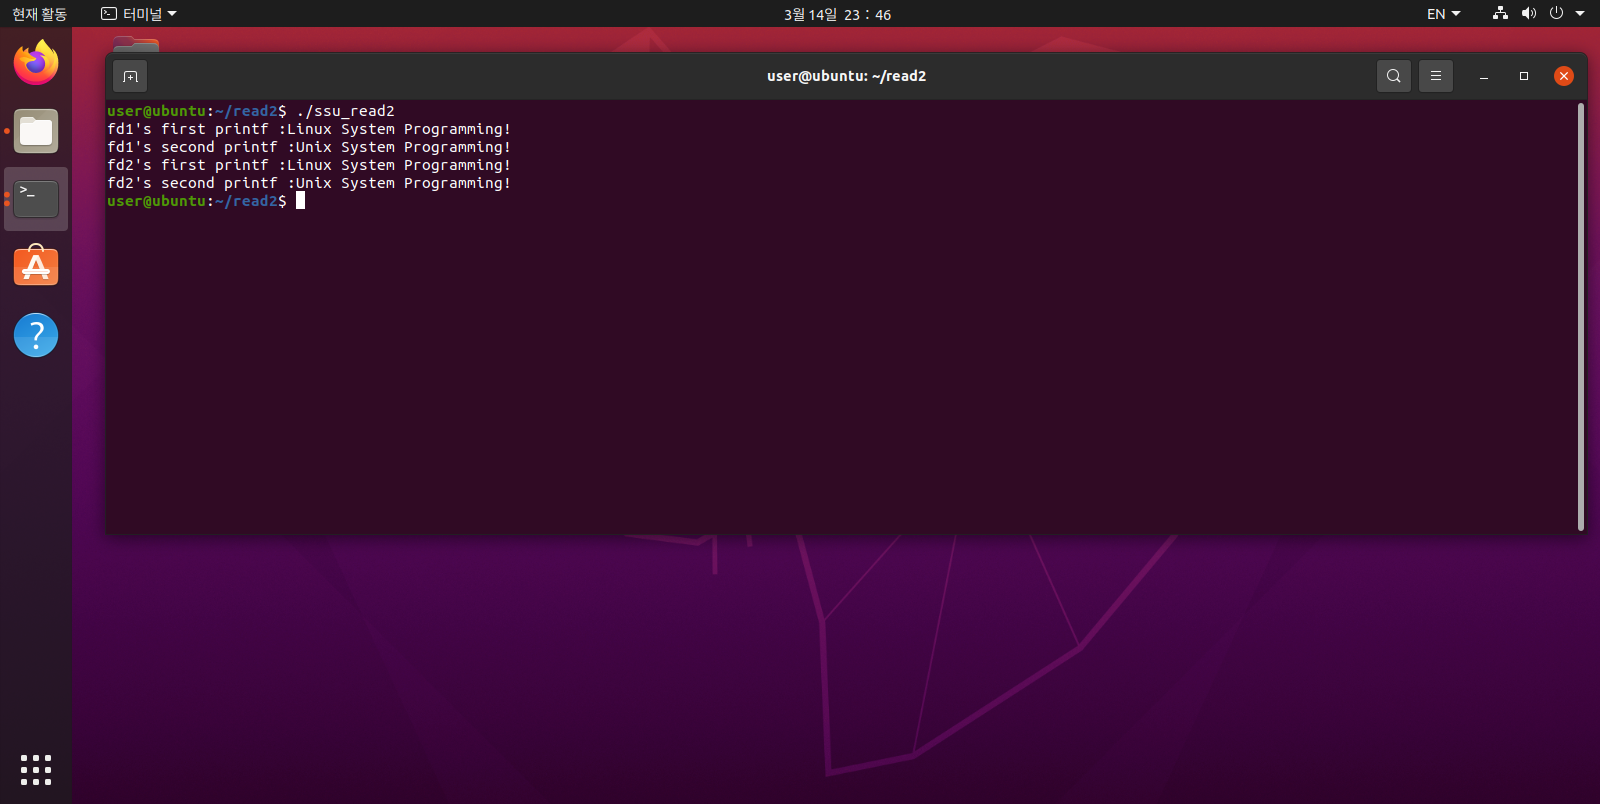 현재 활동 터미널 3월 14일 23 : 46 EN
user@ubuntu: ~/read2
user@ubuntu:~/read2$ ./ssu_read2
fd1's first printf :Linux System Programming!
fd1's second printf :Unix System Programming!
fd2's first printf :Linux System Programming!
fd2's second printf :Unix System Programming!
user@ubuntu:~/read2$